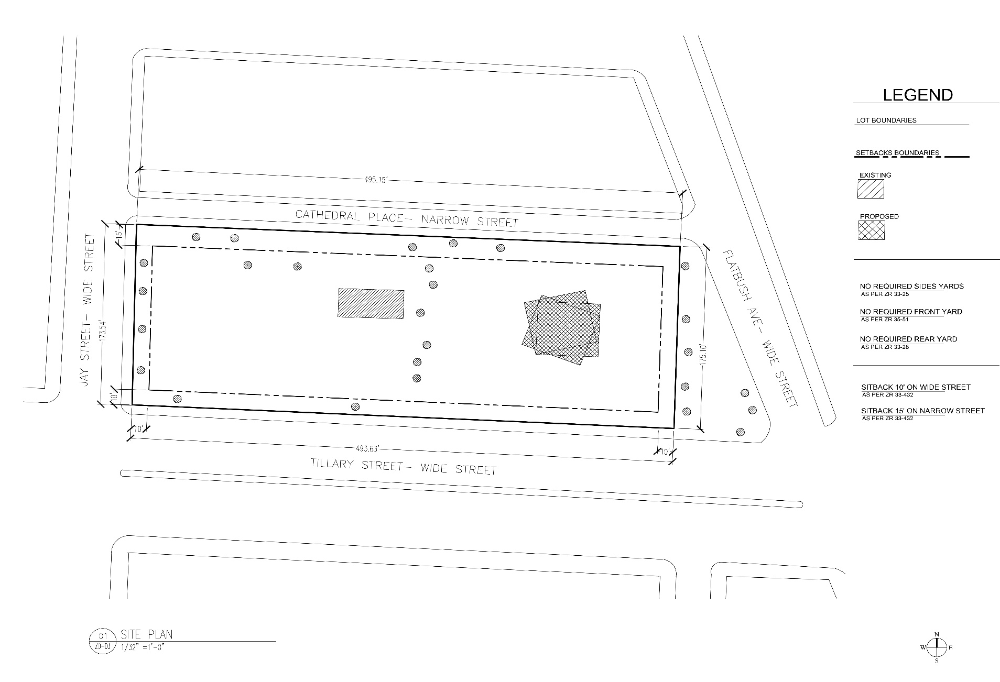 LEGEND
LOT BOUNDARIES
SETBACKS BOUNDARIES
EXISTING
PROPOSED
NO REQUIRED SIDES YARDS
AS PER ZR 33-25
NO REQUIRED FRONT YARD
AS PER ZR 35-51
NO REQUIRED REAR YARD
AS PER ZR 33-28
SITBACK 10' ON WIDE STREET
AS PER ZR 33-432
SITBACK 15' ON NARROW STREET
AS PER ZR 33-432
495.15'
CATHEDRAL PLACE- NARROW STREET
15'
JAY STREET- WIDE STREET
173.54'
FLATBUSH AVE- WIDE STREET
175.10'
10'
10'
493.63'
10'
TILLARY STREET- WIDE STREET
01
ZD-03
SITE PLAN
1/32" =1'-0"
N
W
E
S